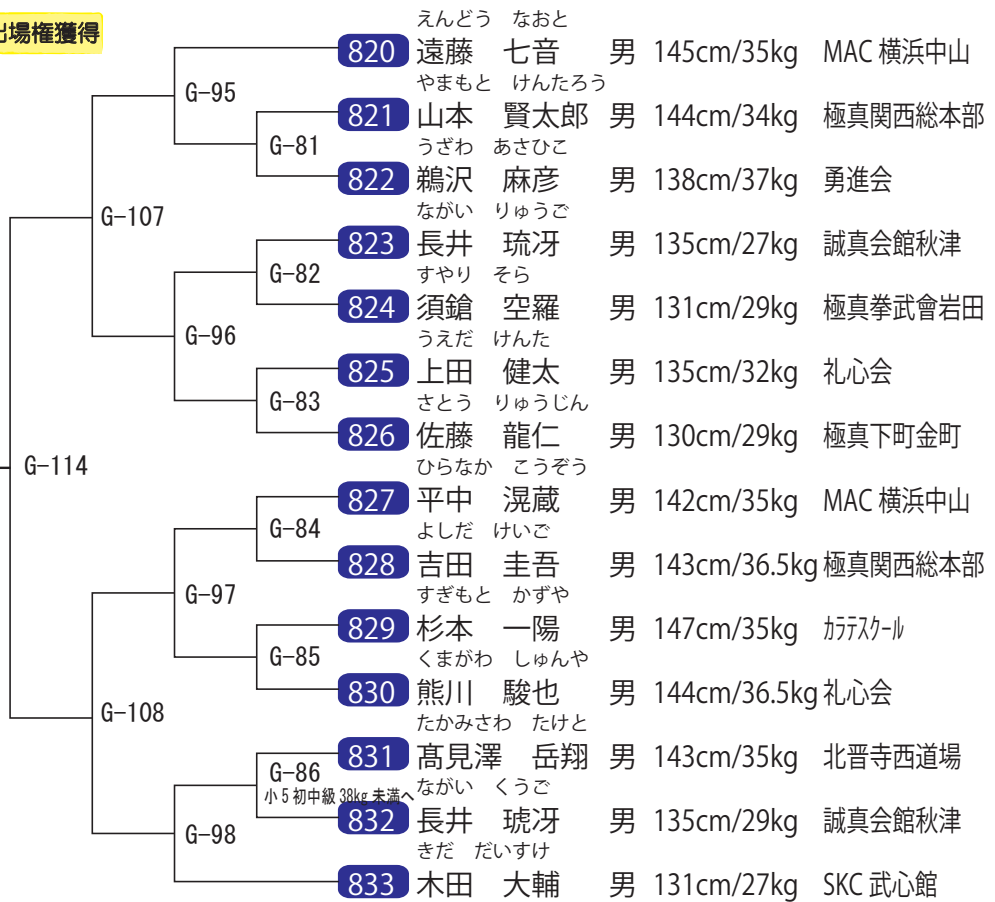 出場権獲得
えんどう なおと
820 遠藤 七音 男 145cm/35kg MAC 横浜中山
G-95
やまもと けんたろう
821 山本 賢太郎 男 144cm/34kg 極真関西総本部
G-81
うざわ あさひこ
822 鵜沢 麻彦 男 138cm/37kg 勇進会
G-107
ながい りゅうご
823 長井 琉冴 男 135cm/27kg 誠真会館秋津
G-82
すやり そら
824 須鎗 空羅 男 131cm/29kg 極真拳武會岩田
G-96
うえだ けんた
825 上田 健太 男 135cm/32kg 礼心会
G-83
さとう りゅうじん
826 佐藤 龍仁 男 130cm/29kg 極真下町金町
G-114
ひらなか こうぞう
827 平中 滉蔵 男 142cm/35kg MAC 横浜中山
G-84
よしだ けいご
828 吉田 圭吾 男 143cm/36.5kg 極真関西総本部
G-97
すぎもと かずや
829 杉本 一陽 男 147cm/35kg ｶﾗﾃｽｸｰﾙ
G-85
くまがわ しゅんや
830 熊川 駿也 男 144cm/36.5kg 礼心会
G-108
たかみさわ たけと
831 髙見澤 岳翔 男 143cm/35kg 北晋寺西道場
G-86
小５初中級 38kg 未満へ
ながい くうご
832 長井 琥冴 男 135cm/29kg 誠真会館秋津
G-98
きだ だいすけ
833 木田 大輔 男 131cm/27kg SKC 武心館